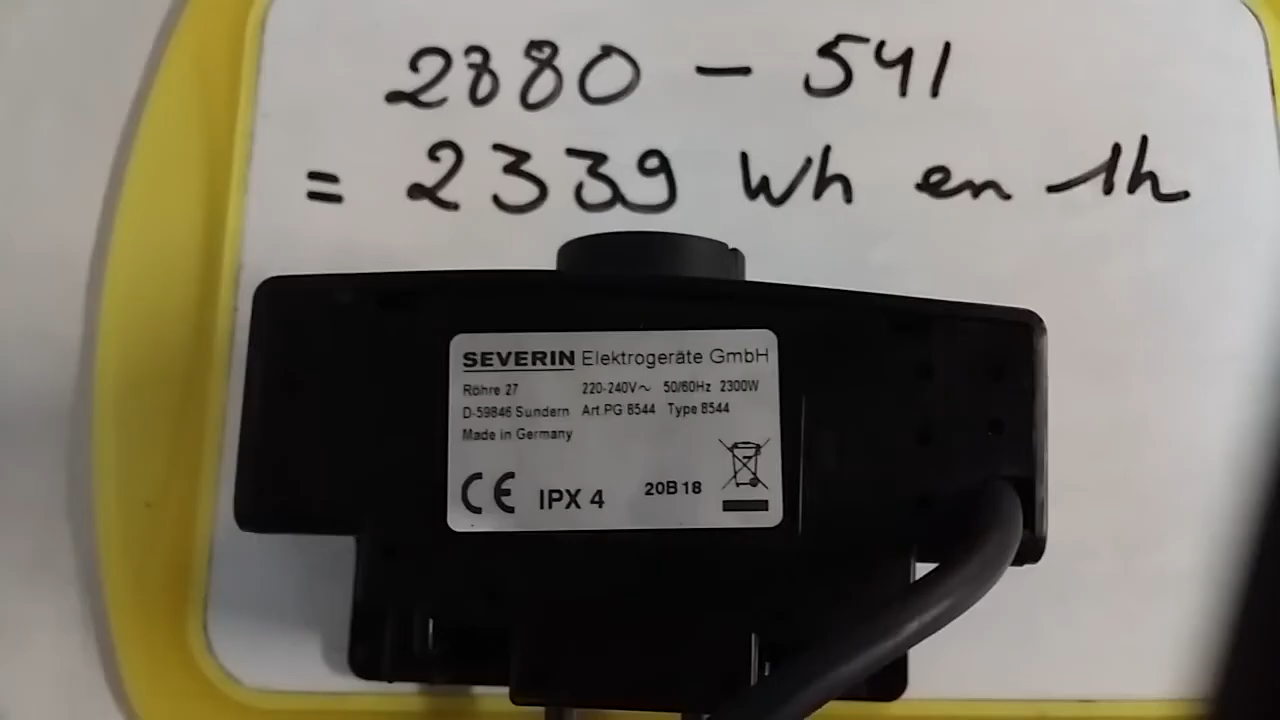 2880 - 541
= 2339 Wh en 1h
SEVERIN Elektrogeräte GmbH
Röhre 27 220-240V~ 50/60Hz 2300W
D-59846 Sundern Art.PG 8544 Type 8544
Made in Germany
CE IPX 4 20B18